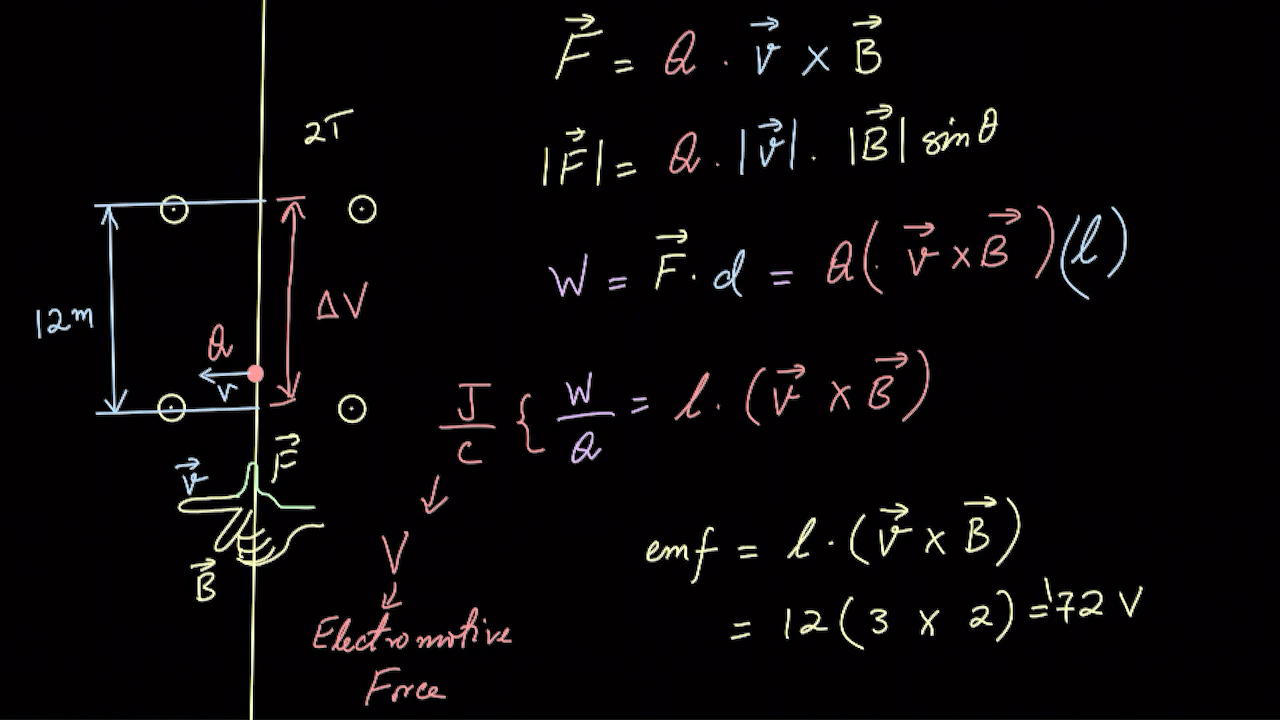 F⃗ = Q · v⃗ × B⃗
2T
|F⃗| = Q · |v⃗| · |B⃗| sin θ
W = F⃗ · d = Q(· v⃗ × B⃗)(l)
12m
ΔV
Q
v
J/C { W/Q = l · (v⃗ × B⃗)
v⃗
F⃗
B⃗
V
emf = l · (v⃗ × B⃗)
= 12(3 × 2) = 72 V
Electromotive
Force